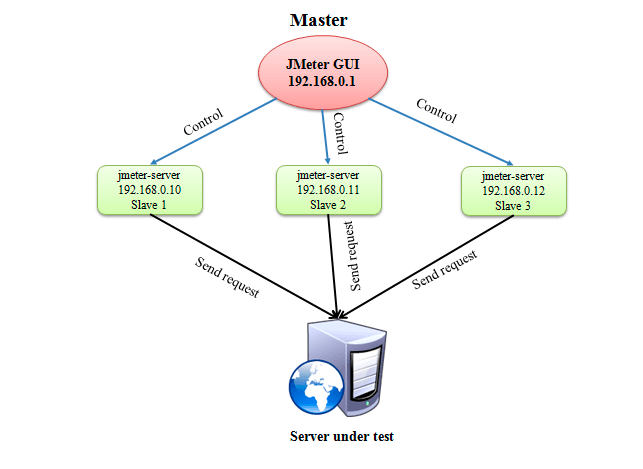 Master
JMeter GUI
192.168.0.1
Control
Control
Control
jmeter-server
192.168.0.10
Slave 1
jmeter-server
192.168.0.11
Slave 2
jmeter-server
192.168.0.12
Slave 3
Send request
Send request
Send request
Server under test